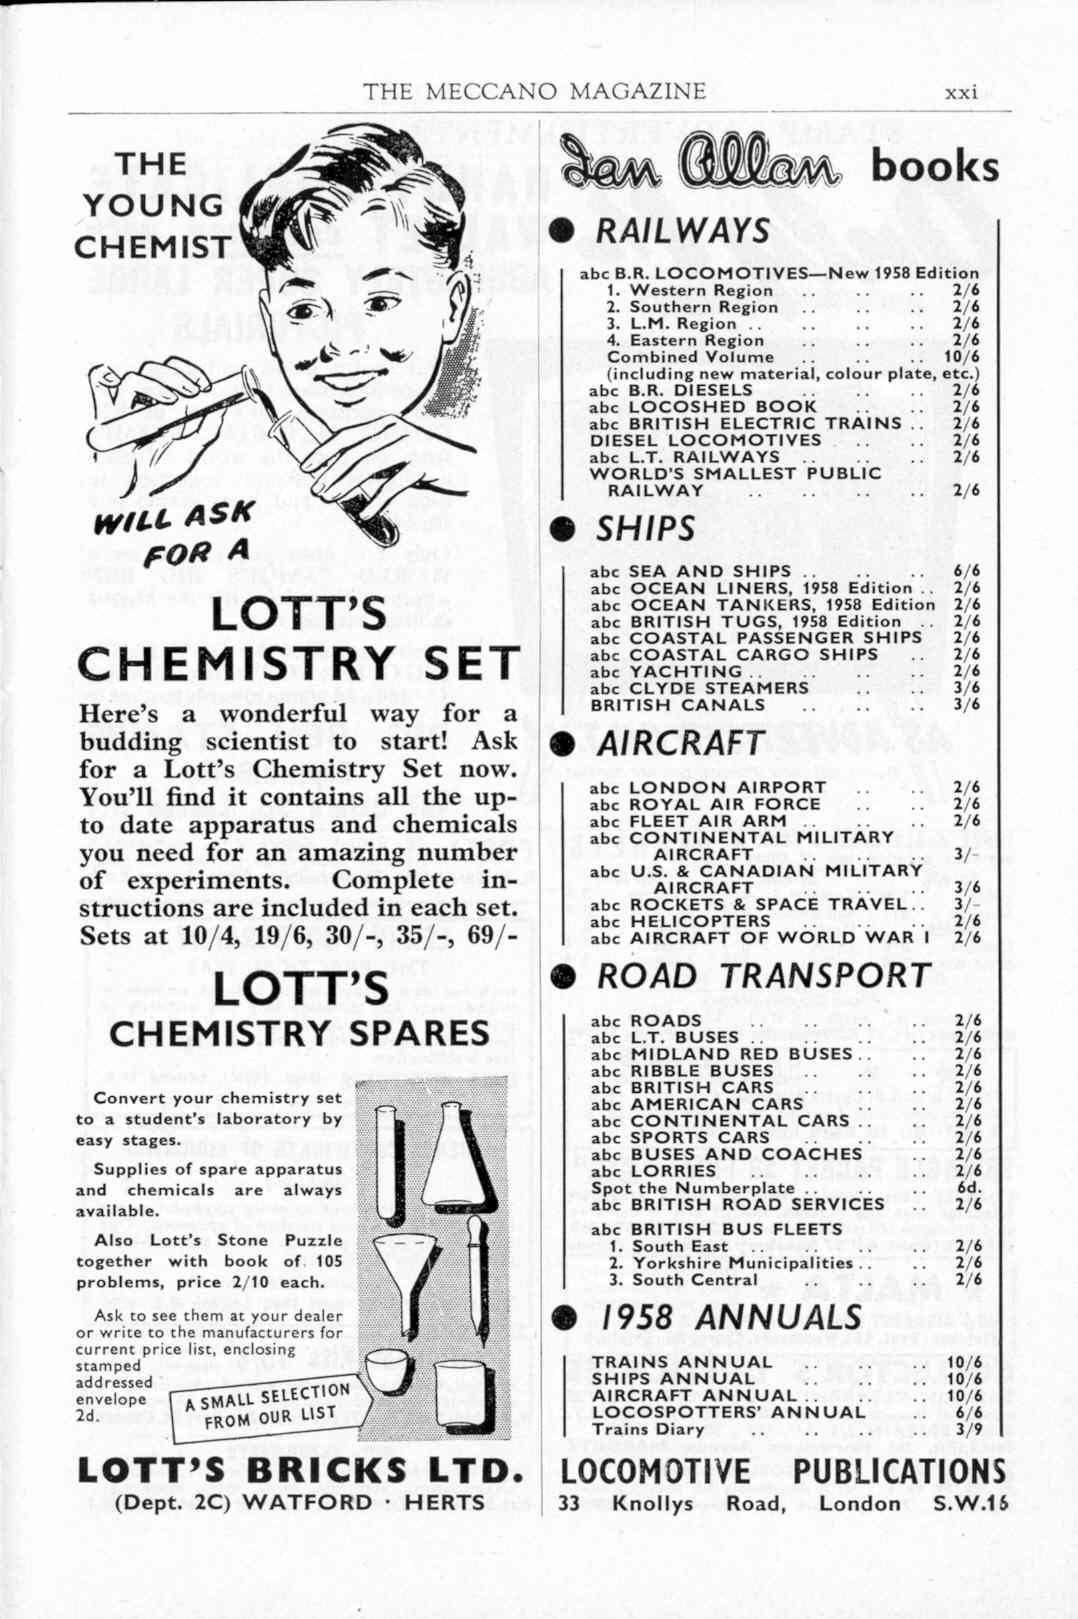 THE MECCANO MAGAZINE xxi
THE
YOUNG
CHEMIST
WILL ASK
FOR A
LOTT'S
CHEMISTRY SET
Here's a wonderful way for a
budding scientist to start! Ask
for a Lott's Chemistry Set now.
You'll find it contains all the up-
to date apparatus and chemicals
you need for an amazing number
of experiments. Complete in-
structions are included in each set.
Sets at 10/4, 19/6, 30/-, 35/-, 69/-
LOTT'S
CHEMISTRY SPARES
Convert your chemistry set
to a student's laboratory by
easy stages.
Supplies of spare apparatus
and chemicals are always
available.
Also Lott's Stone Puzzle
together with book of 105
problems, price 2/10 each.
Ask to see them at your dealer
or write to the manufacturers for
current price list, enclosing
stamped
addressed
envelope
2d.
A SMALL SELECTION
FROM OUR LIST
LOTT'S BRICKS LTD.
(Dept. 2C) WATFORD · HERTS
Ian Allan books
● RAILWAYS
abc B.R. LOCOMOTIVES—New 1958 Edition
1. Western Region .. .. .. 2/6
2. Southern Region .. .. .. 2/6
3. L.M. Region .. .. .. .. 2/6
4. Eastern Region .. .. .. 2/6
Combined Volume .. .. .. 10/6
(including new material, colour plate, etc.)
abc B.R. DIESELS .. .. .. 2/6
abc LOCOSHED BOOK .. .. 2/6
abc BRITISH ELECTRIC TRAINS .. 2/6
DIESEL LOCOMOTIVES .. .. 2/6
abc L.T. RAILWAYS .. .. .. 2/6
WORLD'S SMALLEST PUBLIC
RAILWAY .. .. .. .. 2/6
● SHIPS
abc SEA AND SHIPS .. .. .. 6/6
abc OCEAN LINERS, 1958 Edition .. 2/6
abc OCEAN TANKERS, 1958 Edition 2/6
abc BRITISH TUGS, 1958 Edition .. 2/6
abc COASTAL PASSENGER SHIPS 2/6
abc COASTAL CARGO SHIPS .. 2/6
abc YACHTING .. .. .. .. 2/6
abc CLYDE STEAMERS .. .. 3/6
BRITISH CANALS .. .. .. 3/6
● AIRCRAFT
abc LONDON AIRPORT .. .. 2/6
abc ROYAL AIR FORCE .. .. 2/6
abc FLEET AIR ARM .. .. .. 2/6
abc CONTINENTAL MILITARY
AIRCRAFT .. .. .. 3/-
abc U.S. & CANADIAN MILITARY
AIRCRAFT .. .. .. 3/6
abc ROCKETS & SPACE TRAVEL .. 3/-
abc HELICOPTERS .. .. .. 2/6
abc AIRCRAFT OF WORLD WAR I 2/6
● ROAD TRANSPORT
abc ROADS .. .. .. .. 2/6
abc L.T. BUSES .. .. .. .. 2/6
abc MIDLAND RED BUSES .. .. 2/6
abc RIBBLE BUSES .. .. .. 2/6
abc BRITISH CARS .. .. .. 2/6
abc AMERICAN CARS .. .. 2/6
abc CONTINENTAL CARS .. .. 2/6
abc SPORTS CARS .. .. .. 2/6
abc BUSES AND COACHES .. 2/6
abc LORRIES .. .. .. .. 2/6
Spot the Numberplate .. .. .. 6d.
abc BRITISH ROAD SERVICES .. 2/6
abc BRITISH BUS FLEETS
1. South East .. .. .. .. 2/6
2. Yorkshire Municipalities .. .. 2/6
3. South Central .. .. .. 2/6
● 1958 ANNUALS
TRAINS ANNUAL .. .. .. 10/6
SHIPS ANNUAL .. .. .. 10/6
AIRCRAFT ANNUAL .. .. .. 10/6
LOCOSPOTTERS' ANNUAL .. 6/6
Trains Diary .. .. .. .. 3/9
LOCOMOTIVE PUBLICATIONS
33 Knollys Road, London S.W.16